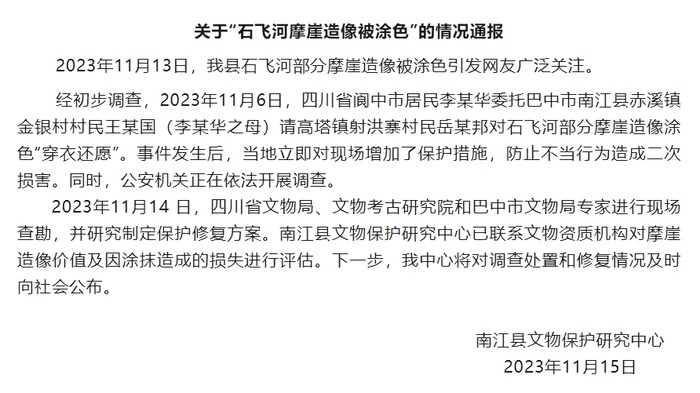 关于“石飞河摩崖造像被涂色”的情况通报
2023年11月13日，我县石飞河部分摩崖造像被涂色引发网友广泛关注。
经初步调查，2023年11月6日，四川省阆中市居民李某华委托巴中市南江县赤溪镇
金银村村民王某国（李某华之母）请高塔镇射洪寨村民岳某邦对石飞河部分摩崖造像涂
色“穿衣还愿”。事件发生后，当地立即对现场增加了保护措施，防止不当行为造成二次
损害。同时，公安机关正在依法开展调查。
2023年11月14 日，四川省文物局、文物考古研究院和巴中市文物局专家进行现场
查勘，并研究制定保护修复方案。南江县文物保护研究中心已联系文物资质机构对摩崖
造像价值及因涂抹造成的损失进行评估。下一步，我中心将对调查处置和修复情况及时
向社会公布。
南江县文物保护研究中心
2023年11月15日